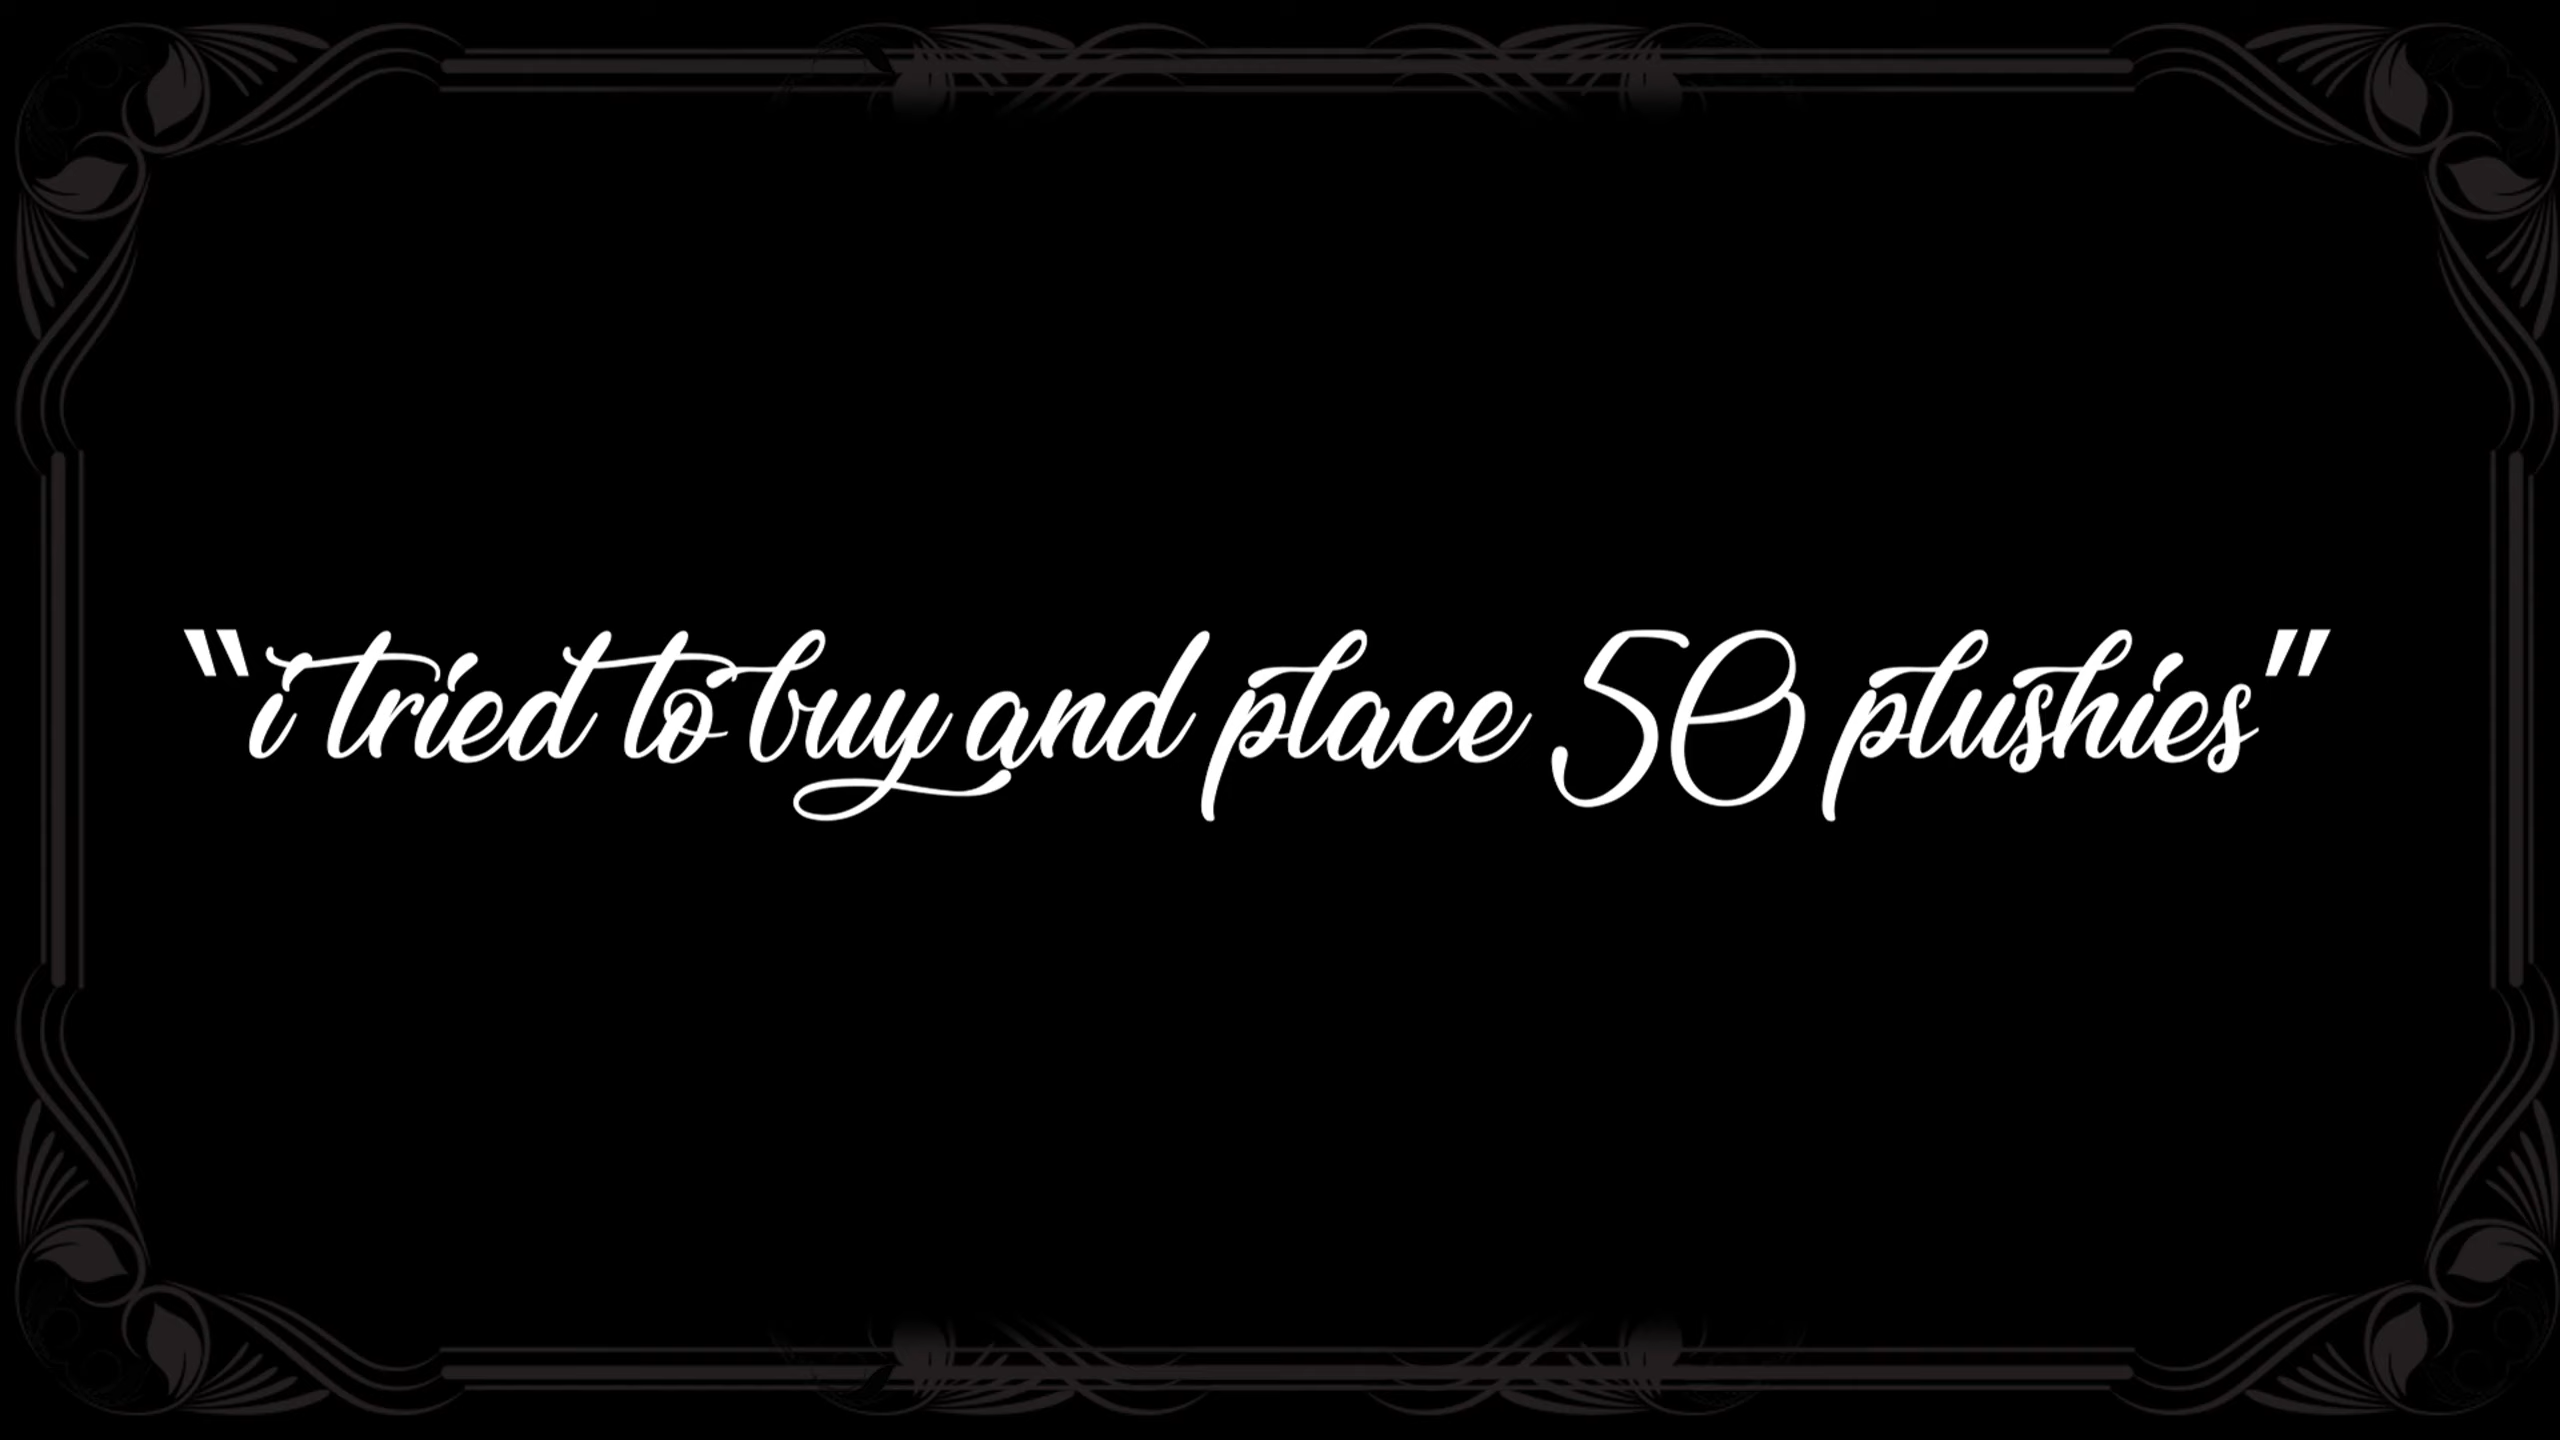 “i tried to buy and place 50 plushies”